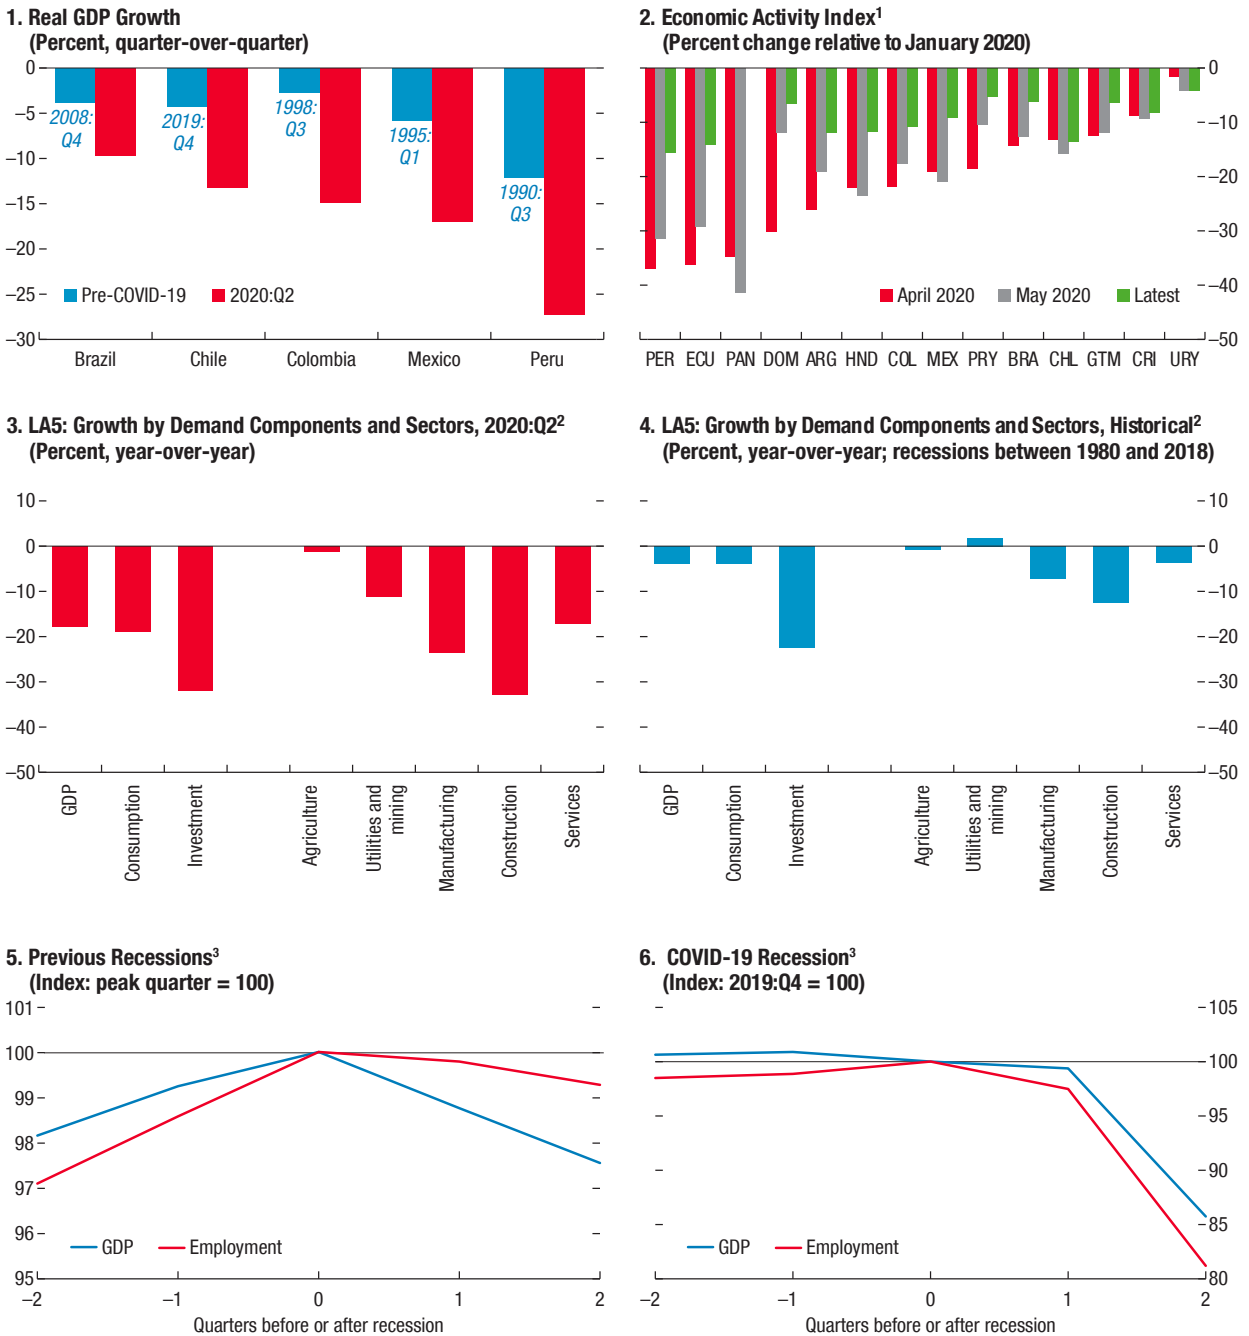 1. Real GDP Growth
(Percent, quarter-over-quarter)
0
–5
–10
–15
–20
–25
–30
2008:
Q4
2019:
Q4
1998:
Q3
1995:
Q1
1990:
Q3
Pre-COVID-19 2020:Q2
Brazil Chile Colombia Mexico Peru
2. Economic Activity Index¹
(Percent change relative to January 2020)
0
–10
–20
–30
–40
–50
April 2020 May 2020 Latest
PER ECU PAN DOM ARG HND COL MEX PRY BRA CHL GTM CRI URY
3. LA5: Growth by Demand Components and Sectors, 2020:Q2²
(Percent, year-over-year)
10
0
–10
–20
–30
–40
–50
GDP
Consumption
Investment
Agriculture
Utilities and
mining
Manufacturing
Construction
Services
4. LA5: Growth by Demand Components and Sectors, Historical²
(Percent, year-over-year; recessions between 1980 and 2018)
10
0
–10
–20
–30
–40
–50
GDP
Consumption
Investment
Agriculture
Utilities and
mining
Manufacturing
Construction
Services
5. Previous Recessions³
(Index: peak quarter = 100)
101
100
99
98
97
96
95
GDP Employment
–2 –1 0 1 2
Quarters before or after recession
6. COVID-19 Recession³
(Index: 2019:Q4 = 100)
105
100
95
90
85
80
GDP Employment
–2 –1 0 1 2
Quarters before or after recession